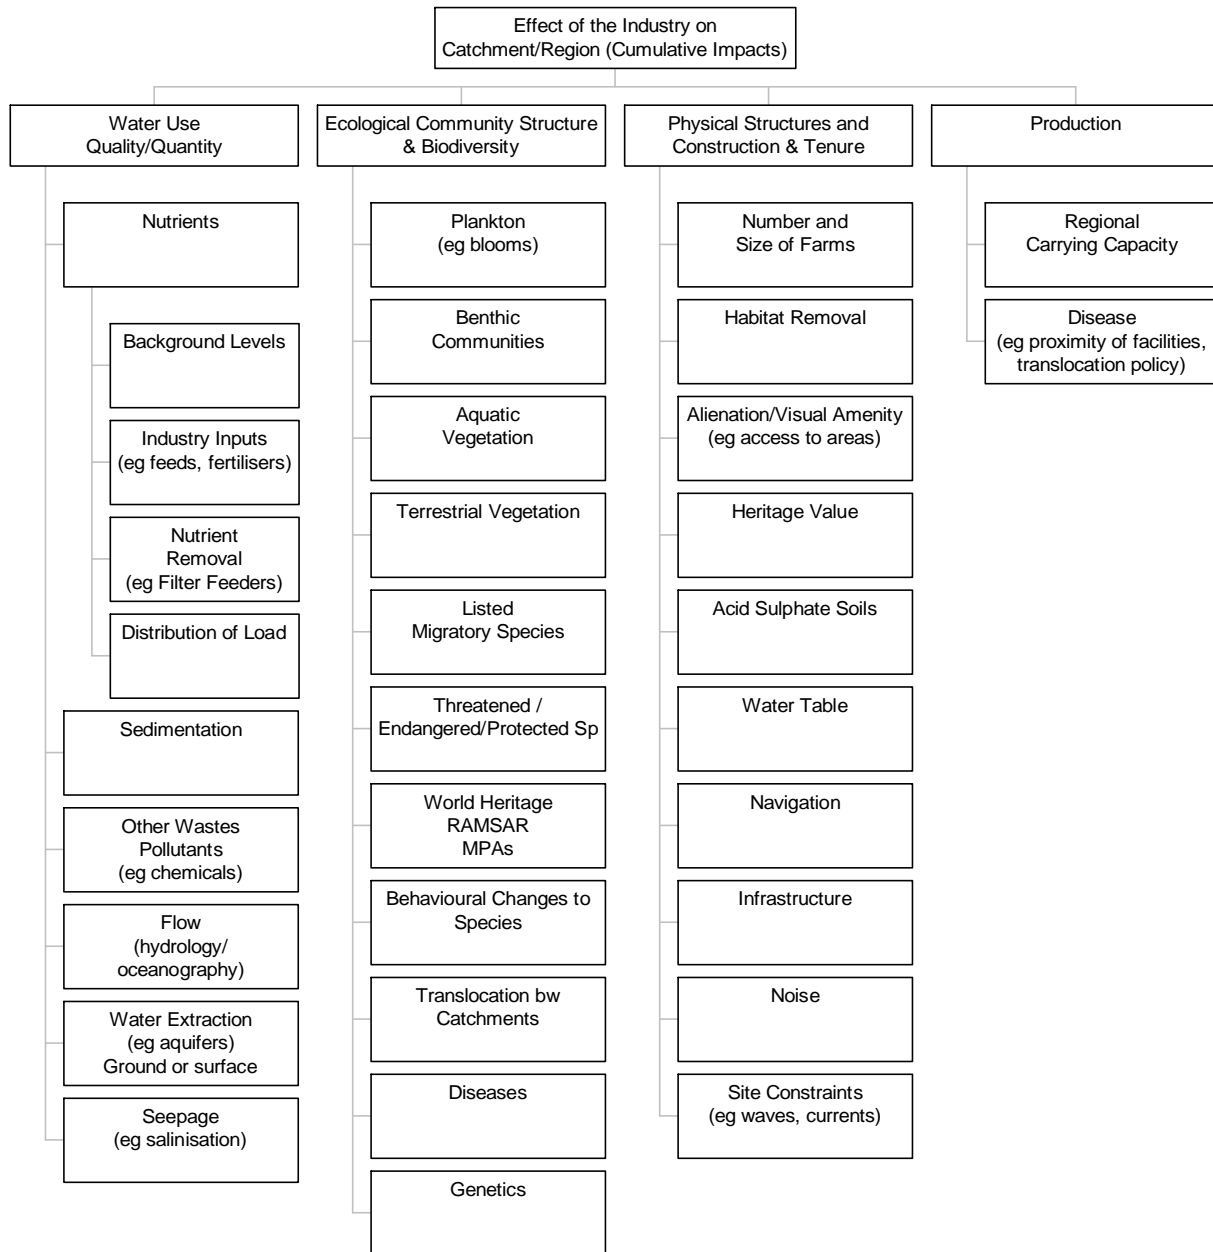 Effect of the Industry on
Catchment/Region (Cumulative Impacts)
Water Use
Quality/Quantity
Nutrients
Background Levels
Industry Inputs
(eg feeds, fertilisers)
Nutrient
Removal
(eg Filter Feeders)
Distribution of Load
Sedimentation
Other Wastes
Pollutants
(eg chemicals)
Flow
(hydrology/
oceanography)
Water Extraction
(eg aquifers)
Ground or surface
Seepage
(eg salinisation)
Ecological Community Structure
& Biodiversity
Plankton
(eg blooms)
Benthic
Communities
Aquatic
Vegetation
Terrestrial Vegetation
Listed
Migratory Species
Threatened /
Endangered/Protected Sp
World Heritage
RAMSAR
MPAs
Behavioural Changes to
Species
Translocation bw
Catchments
Diseases
Genetics
Physical Structures and
Construction & Tenure
Number and
Size of Farms
Habitat Removal
Alienation/Visual Amenity
(eg access to areas)
Heritage Value
Acid Sulphate Soils
Water Table
Navigation
Infrastructure
Noise
Site Constraints
(eg waves, currents)
Production
Regional
Carrying Capacity
Disease
(eg proximity of facilities,
translocation policy)